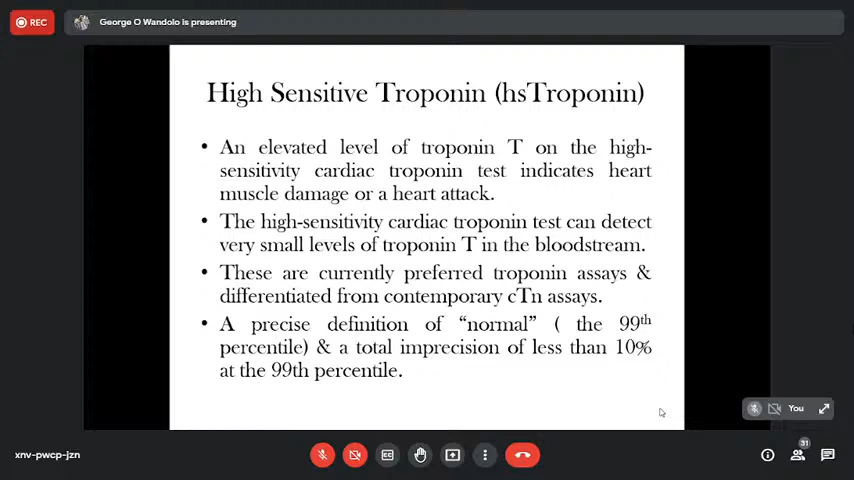 REC
George O Wandolo is presenting
High Sensitive Troponin (hsTroponin)
• An elevated level of troponin T on the high-
sensitivity cardiac troponin test indicates heart
muscle damage or a heart attack.
• The high-sensitivity cardiac troponin test can detect
very small levels of troponin T in the bloodstream.
• These are currently preferred troponin assays &
differentiated from contemporary cTn assays.
• A precise definition of “normal” ( the 99th
percentile) & a total imprecision of less than 10%
at the 99th percentile.
You
xnv-pwcp-jzn
31